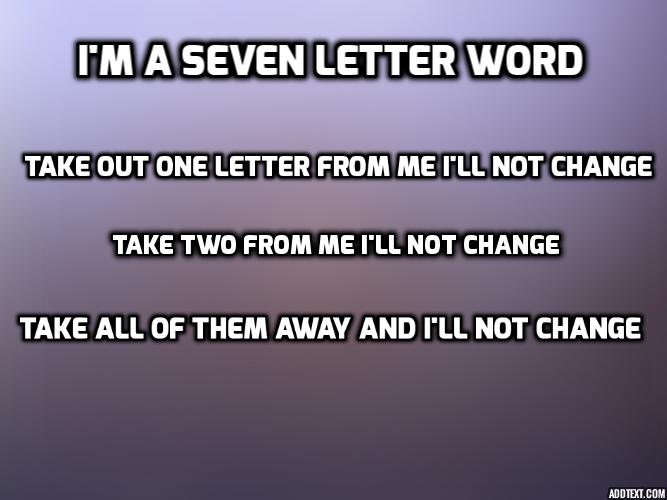 I'M A SEVEN LETTER WORD
TAKE OUT ONE LETTER FROM ME I'LL NOT CHANGE
TAKE TWO FROM ME I'LL NOT CHANGE
TAKE ALL OF THEM AWAY AND I'LL NOT CHANGE
ADDTEXT.COM